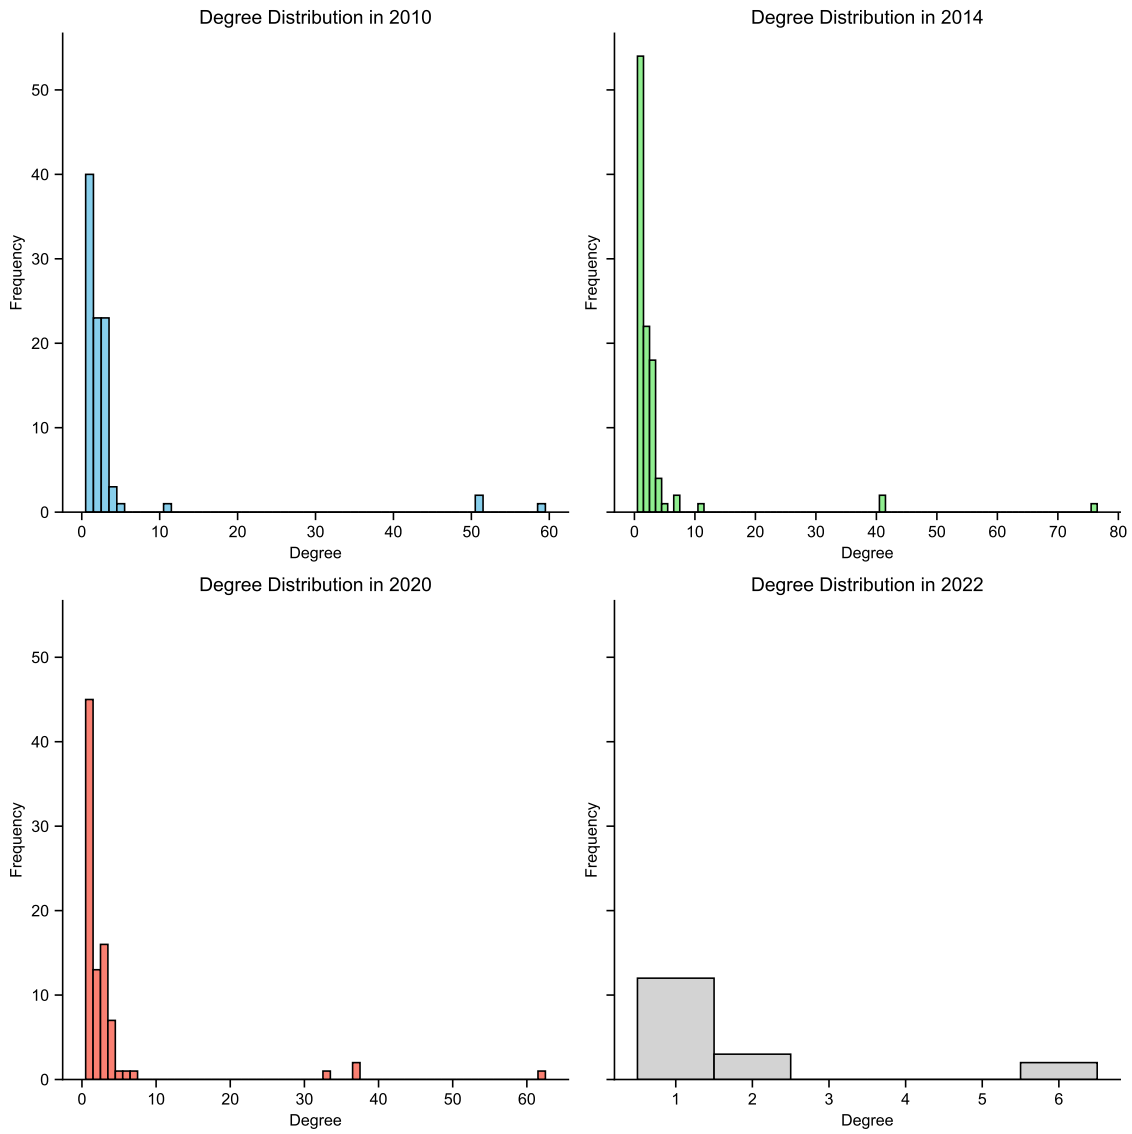 Degree Distribution in 2010
Frequency
50
40
30
20
10
0
0 10 20 30 40 50 60
Degree
Degree Distribution in 2014
Frequency
0 10 20 30 40 50 60 70 80
Degree
Degree Distribution in 2020
Frequency
50
40
30
20
10
0
0 10 20 30 40 50 60
Degree
Degree Distribution in 2022
Frequency
1 2 3 4 5 6
Degree